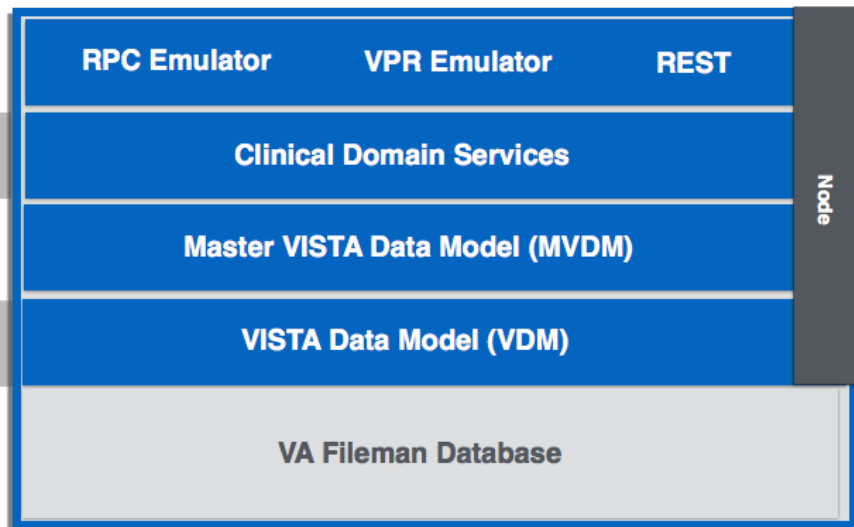 RPC Emulator VPR Emulator REST
Clinical Domain Services
Node
Master VISTA Data Model (MVDM)
VISTA Data Model (VDM)
VA Fileman Database